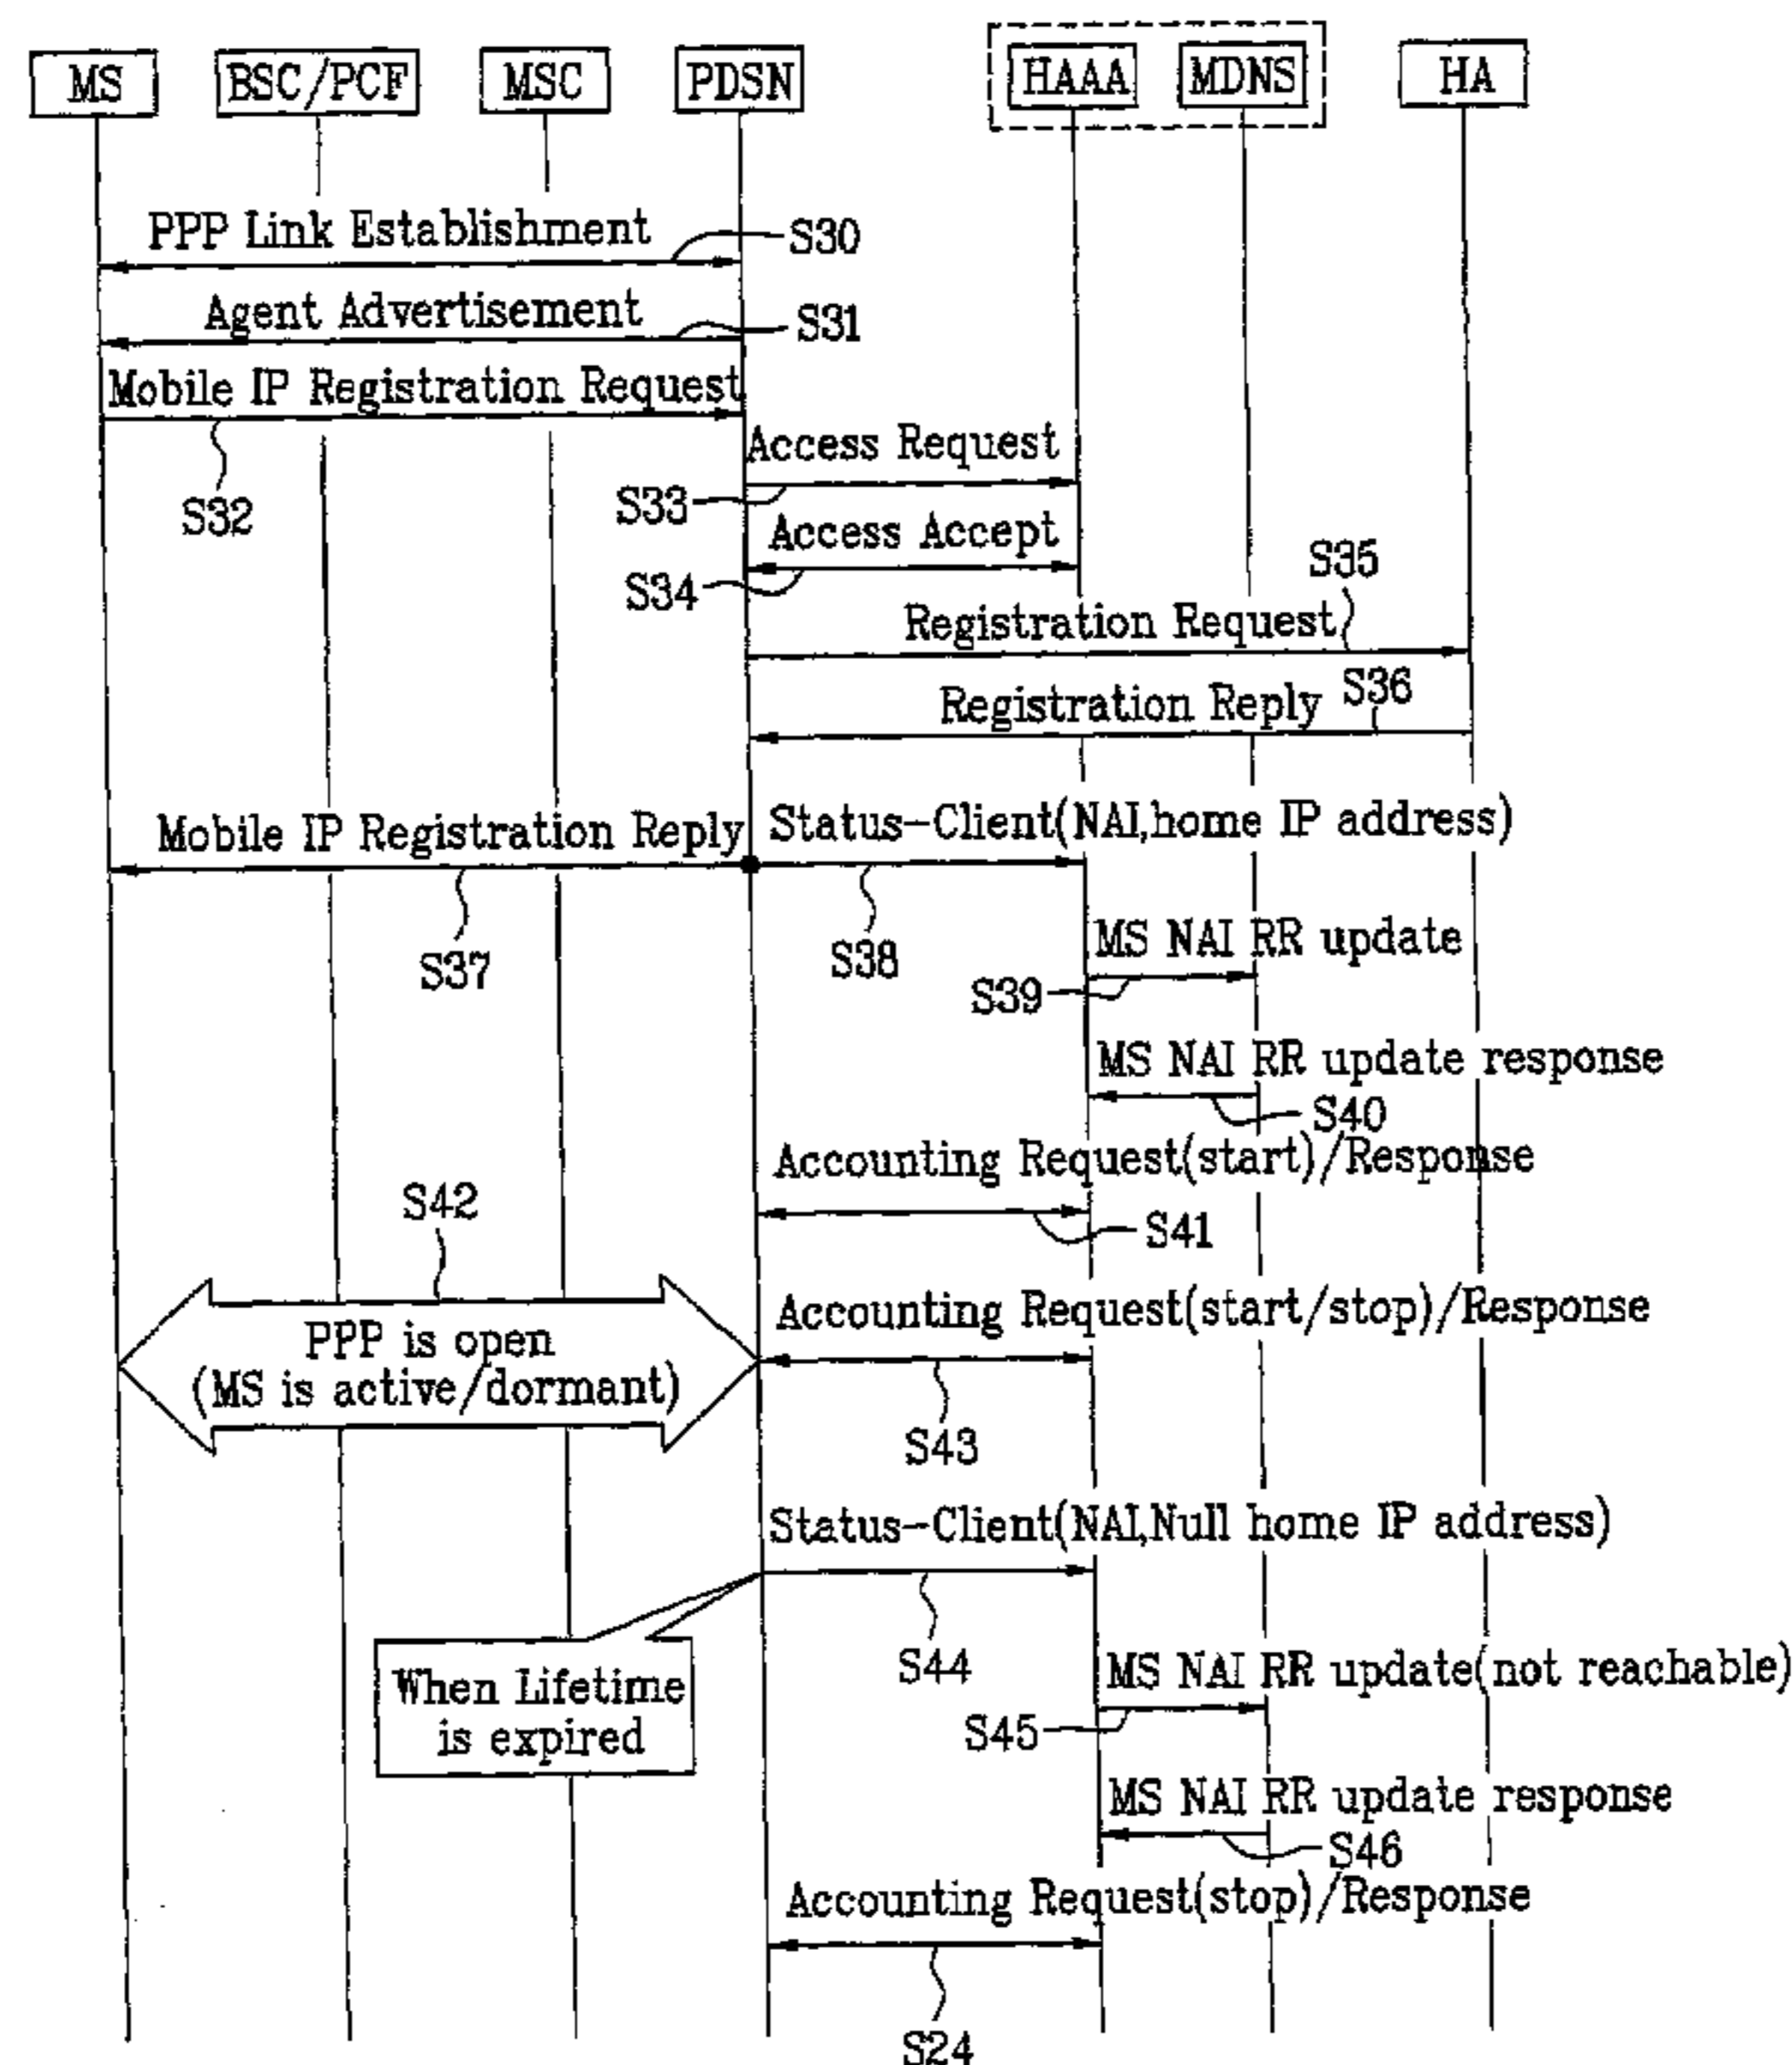 MS
BSC/PCF
MSC
PDSN
HAAA
MDNS
HA
PPP Link Establishment
S30
Agent Advertisement
S31
Mobile IP Registration Request
S32
Access Request
S33
Access Accept
S34
S35
Registration Request
Registration Reply
S36
Mobile IP Registration Reply
Status-Client(NAI,home IP address)
S37
S38
MS NAI RR update
S39
MS NAI RR update response
S40
Accounting Request(start)/Response
S41
S42
PPP is open
(MS is active/dormant)
Accounting Request(start/stop)/Response
S43
Status-Client(NAI,Null home IP address)
S44
When Lifetime
is expired
MS NAI RR update(not reachable)
S45
MS NAI RR update response
S46
Accounting Request(stop)/Response
S24